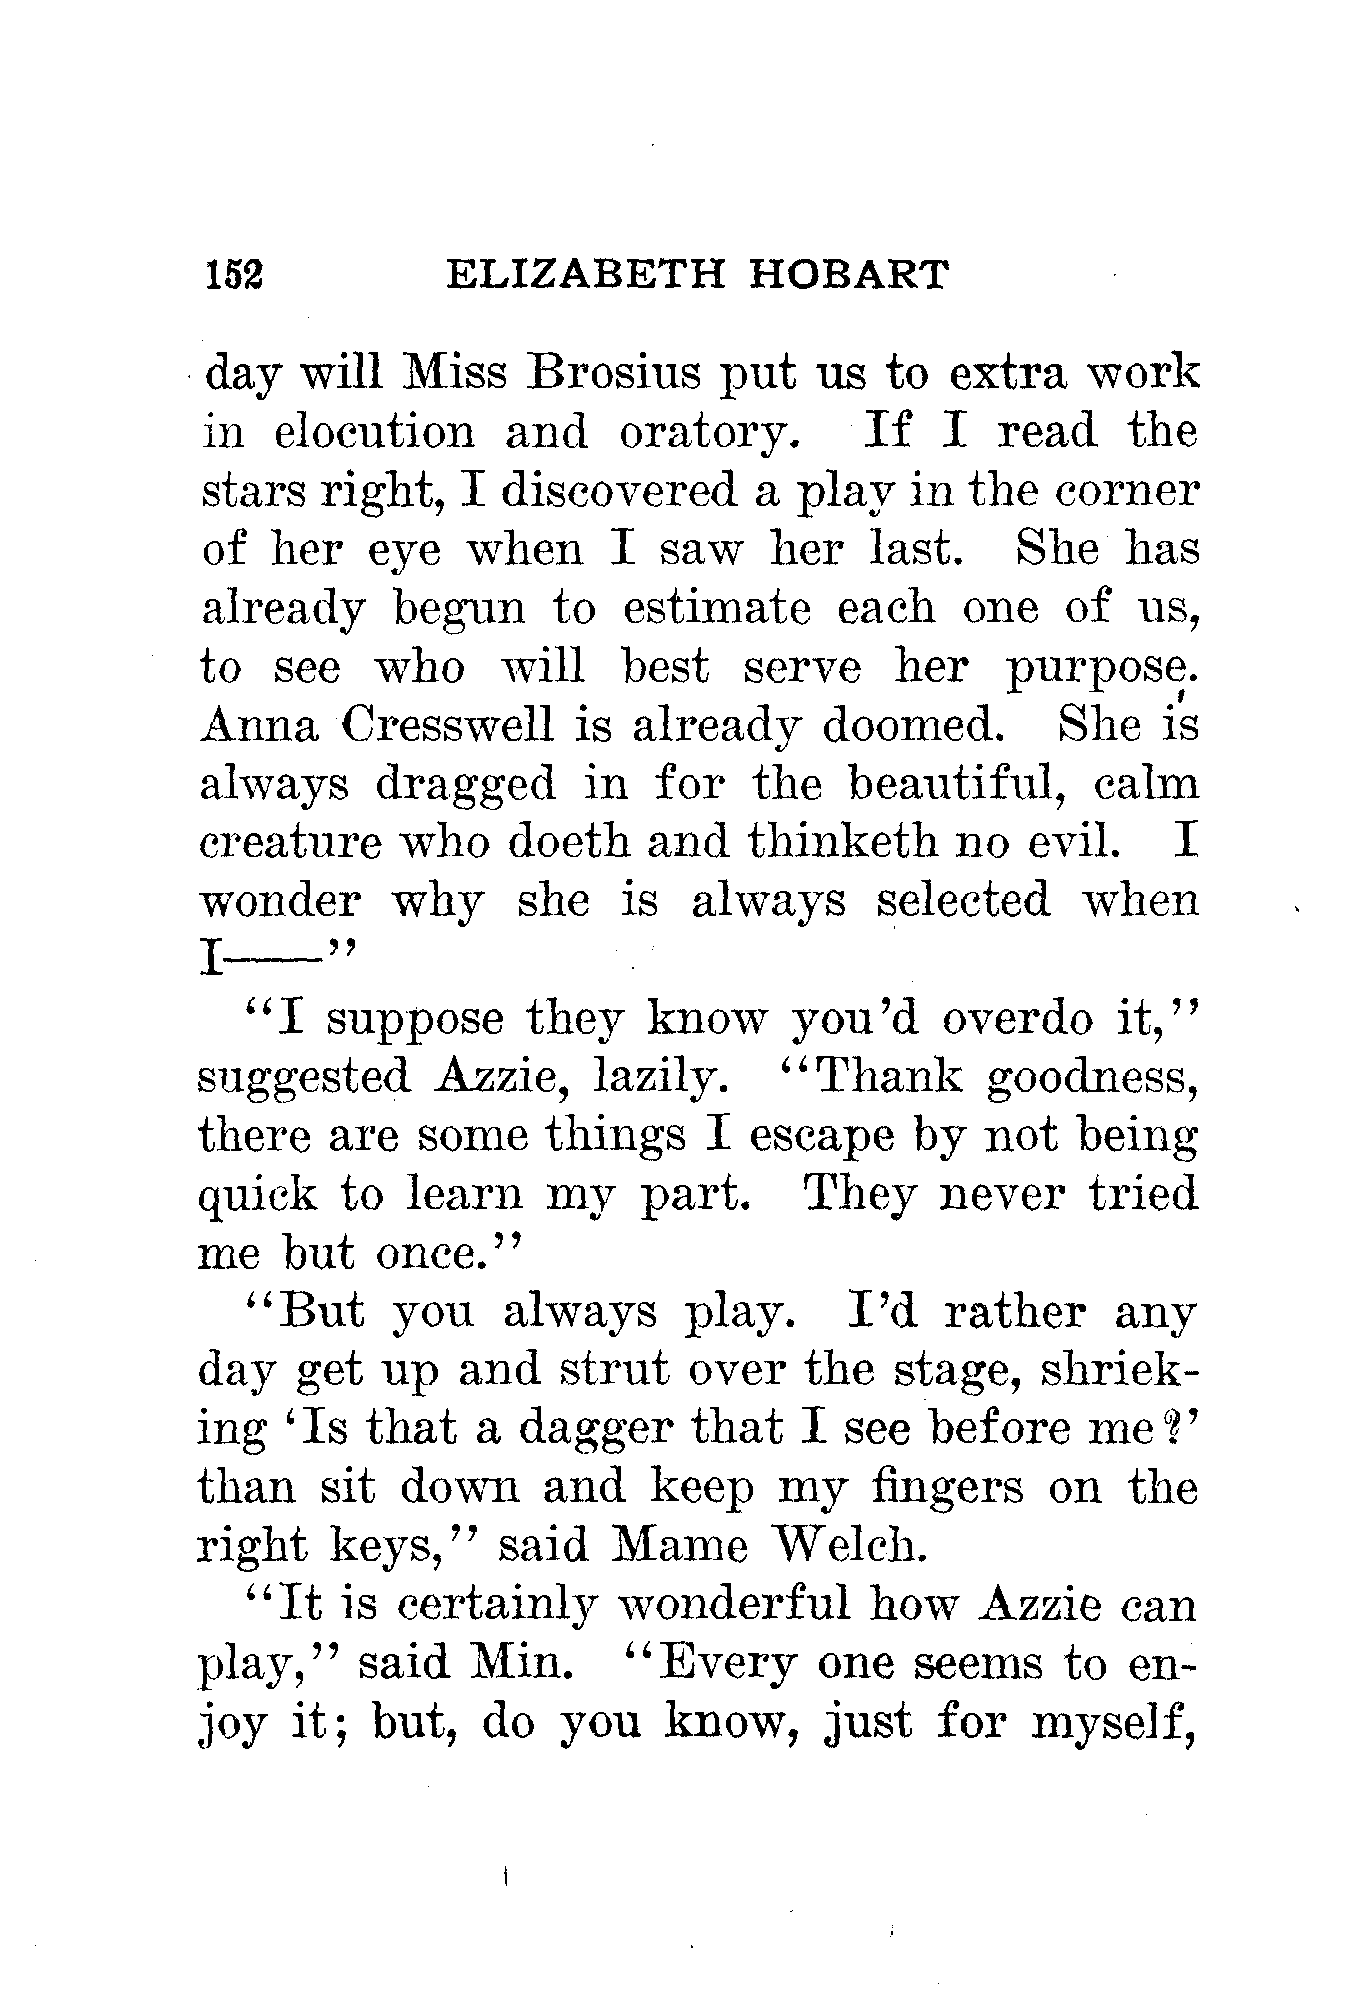 152 ELIZABETH HOBART
day will Miss Brosius put us to extra work
in elocution and oratory. If I read the
stars right, I discovered a play in the corner
of her eye when I saw her last. She has
already begun to estimate each one of us,
to see who will best serve her purpose.
Anna Cresswell is already doomed. She is
always dragged in for the beautiful, calm
creature who doeth and thinketh no evil. I
wonder why she is always selected when
I——”
“I suppose they know you’d overdo it,”
suggested Azzie, lazily. “Thank goodness,
there are some things I escape by not being
quick to learn my part. They never tried
me but once.”
“But you always play. I’d rather any
day get up and strut over the stage, shriek-
ing ‘Is that a dagger that I see before me?’
than sit down and keep my fingers on the
right keys,” said Mame Welch.
“It is certainly wonderful how Azzie can
play,” said Min. “Every one seems to en-
joy it; but, do you know, just for myself,